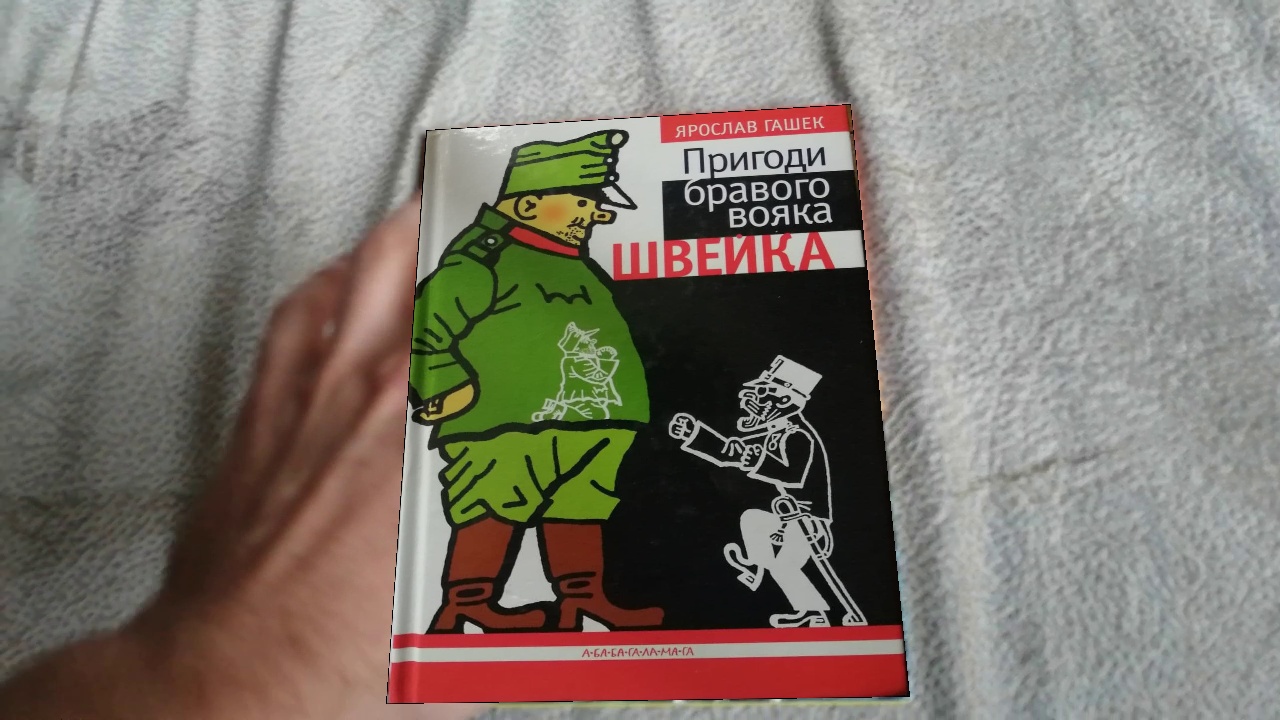 ЯРОСЛАВ ГАШЕК
Пригоди
бравого
вояка
ШВЕЙКА
А-БА-БА-ГА-ЛА-МА-ГА